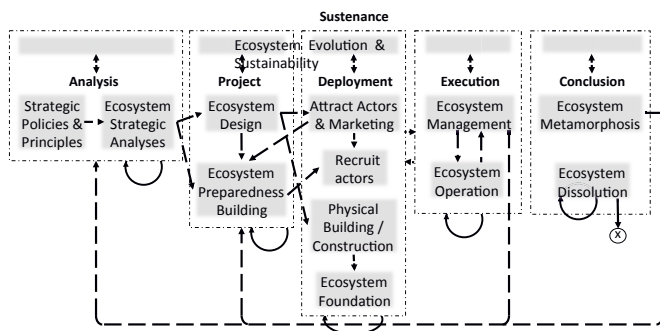 Sustenance
Ecosystem Evolution &
Sustainability
Analysis
Project
Deployment
Execution
Conclusion
Strategic
Policies &
Principles
Ecosystem
Strategic
Analyses
Ecosystem
Design
Ecosystem
Preparedness
Building
Attract Actors
& Marketing
Recruit
actors
Physical
Building /
Construction
Ecosystem
Foundation
Ecosystem
Management
Ecosystem
Operation
Ecosystem
Metamorphosis
Ecosystem
Dissolution
X